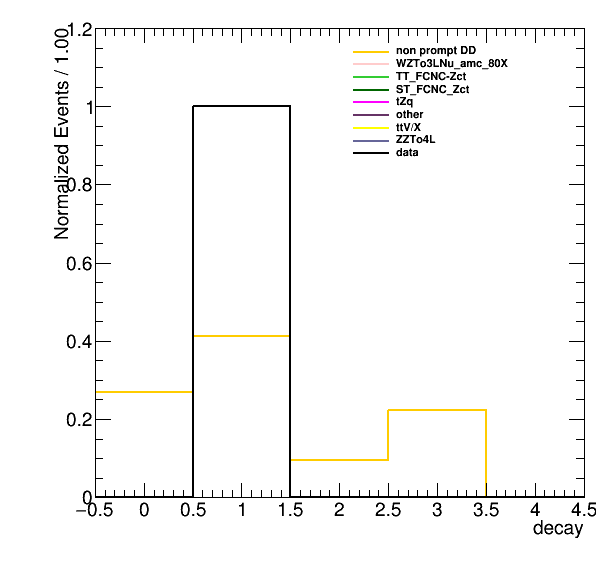 Normalized Events / 1.00
1.2
1
0.8
0.6
0.4
0.2
0
non prompt DD
WZTo3LNu_amc_80X
TT_FCNC-Zct
ST_FCNC_Zct
tZq
other
ttV/X
ZZTo4L
data
−0.5 0 0.5 1 1.5 2 2.5 3 3.5 4 4.5
decay